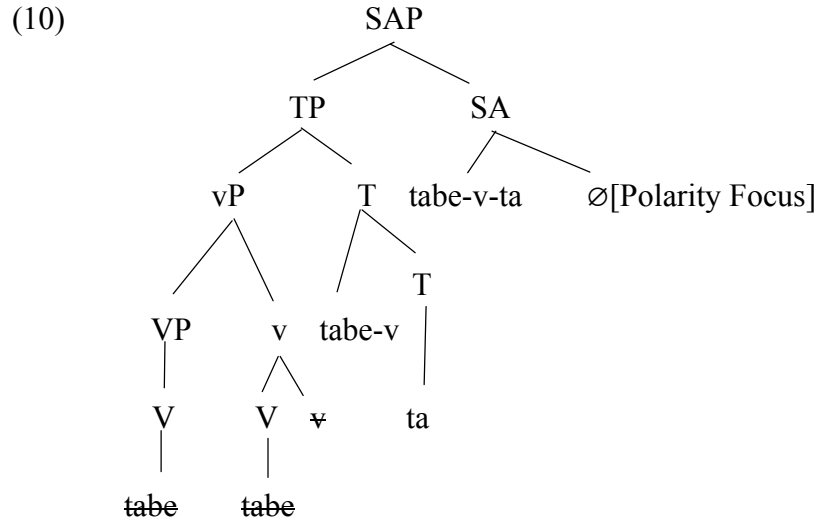 (10) SAP
TP SA
vP T tabe-v-ta ∅[Polarity Focus]
T
VP v tabe-v
V V v ta
tabe tabe